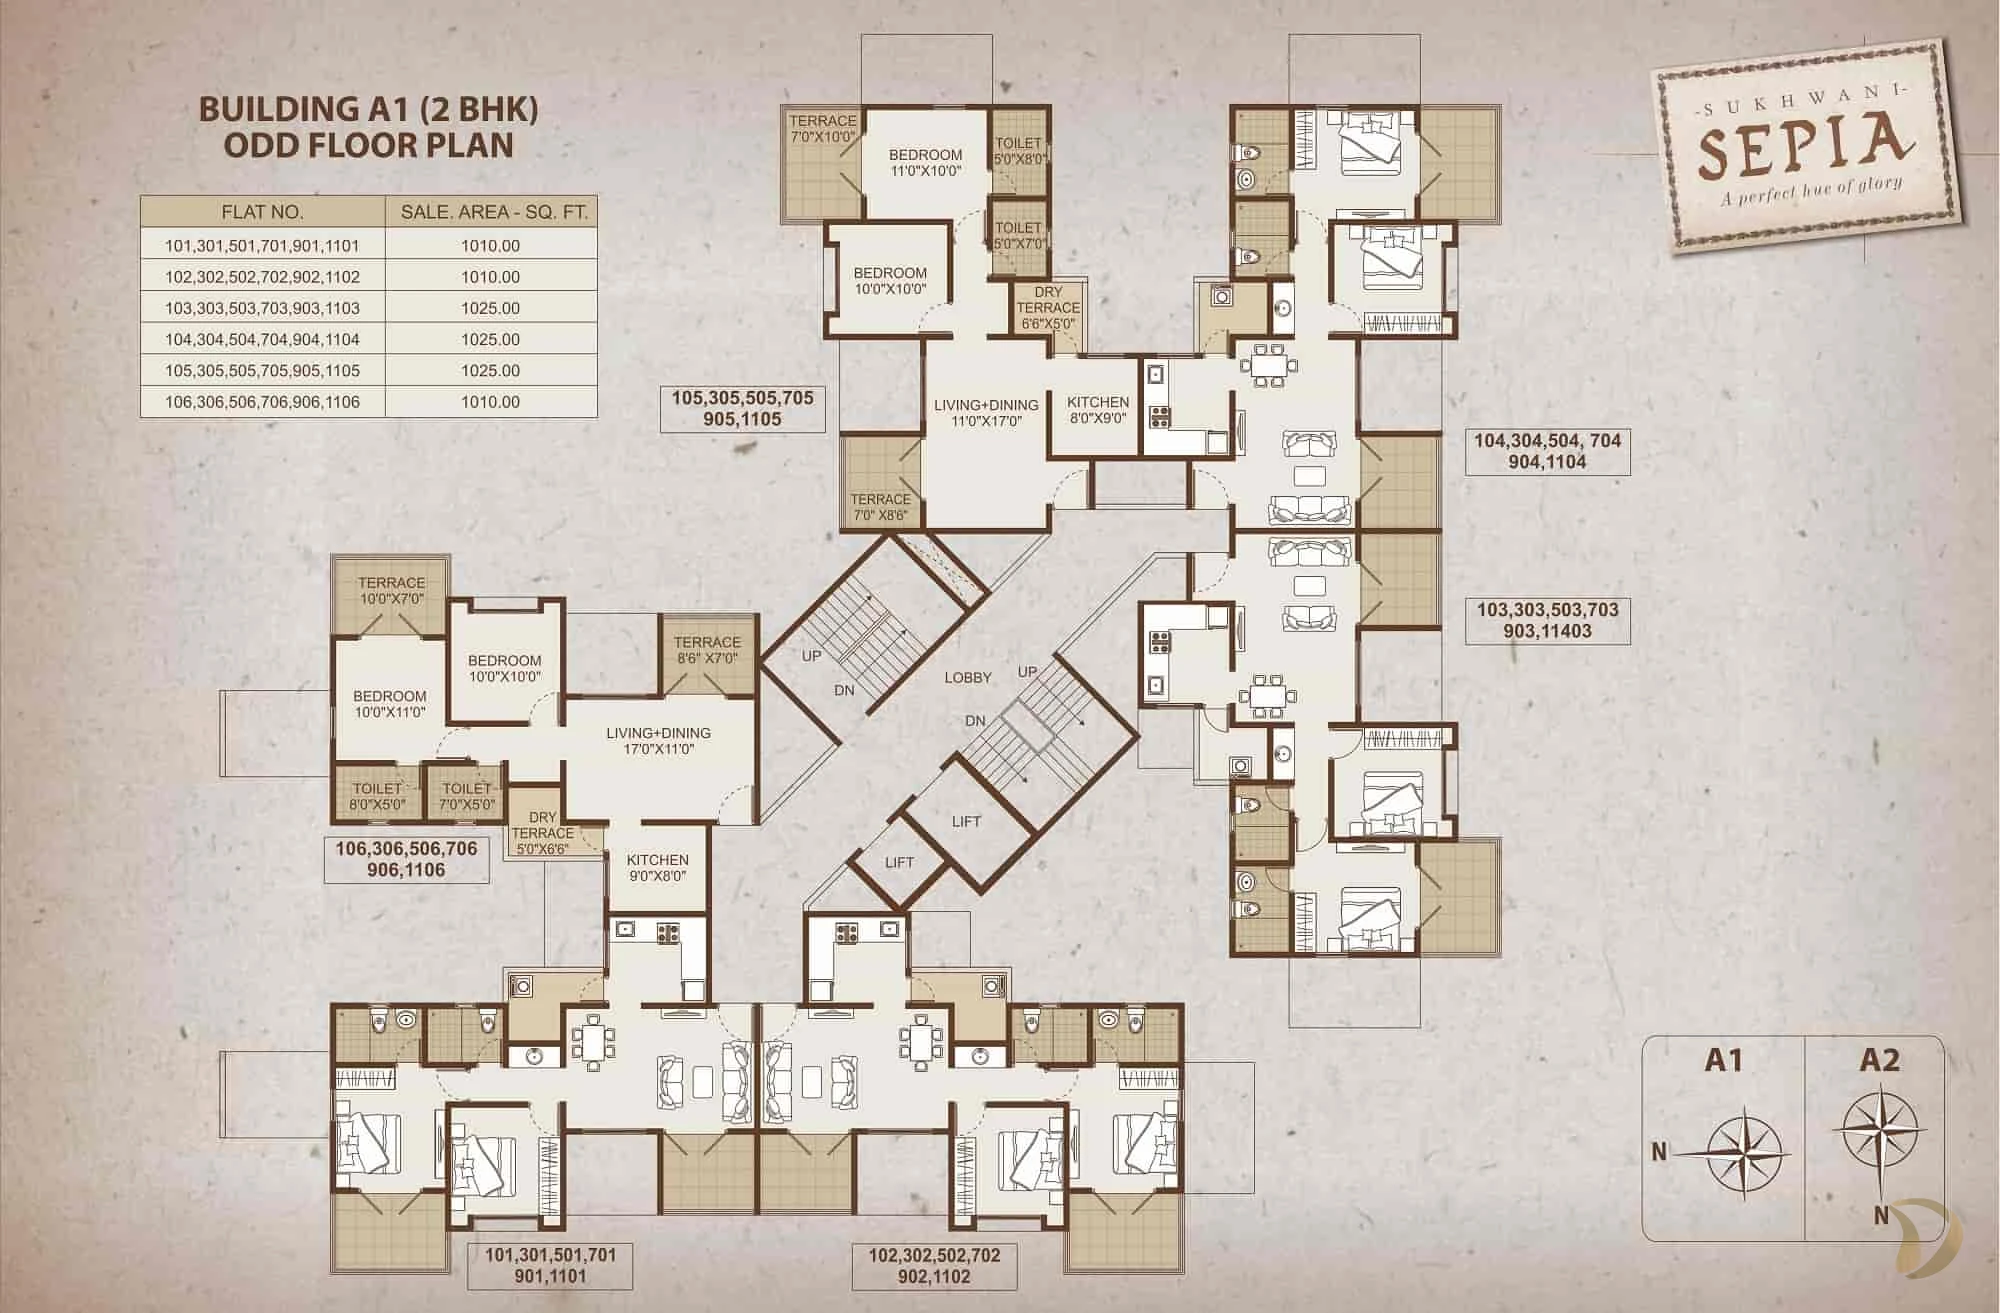 BUILDING A1 (2 BHK)
ODD FLOOR PLAN
-SUKHWANI-
SEPIA
A perfect hue of glory
FLAT NO. SALE. AREA - SQ. FT.
101,301,501,701,901,1101 1010.00
102,302,502,702,902,1102 1010.00
103,303,503,703,903,1103 1025.00
104,304,504,704,904,1104 1025.00
105,305,505,705,905,1105 1025.00
106,306,506,706,906,1106 1010.00
TERRACE
7'0"X10'0"
BEDROOM
11'0"X10'0"
TOILET
5'0"X8'0"
TOILET
5'0"X7'0"
BEDROOM
10'0"X10'0"
DRY
TERRACE
6'6"X5'0"
LIVING+DINING
11'0"X17'0"
KITCHEN
8'0"X9'0"
TERRACE
7'0" X8'6"
105,305,505,705
905,1105
104,304,504, 704
904,1104
103,303,503,703
903,11403
TERRACE
10'0"X7'0"
BEDROOM
10'0"X10'0"
TERRACE
8'6" X7'0"
BEDROOM
10'0"X11'0"
LIVING+DINING
17'0"X11'0"
TOILET
8'0"X5'0"
TOILET
7'0"X5'0"
DRY
TERRACE
5'0"X6'6"
KITCHEN
9'0"X8'0"
106,306,506,706
906,1106
UP
DN
LOBBY
UP
DN
LIFT
LIFT
101,301,501,701
901,1101
102,302,502,702
902,1102
A1
N
A2
N